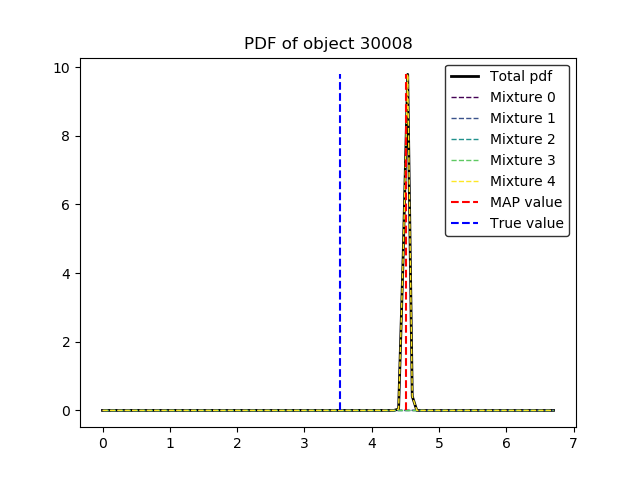 PDF of object 30008
10
8
6
4
2
0
0 1 2 3 4 5 6 7
Total pdf
Mixture 0
Mixture 1
Mixture 2
Mixture 3
Mixture 4
MAP value
True value